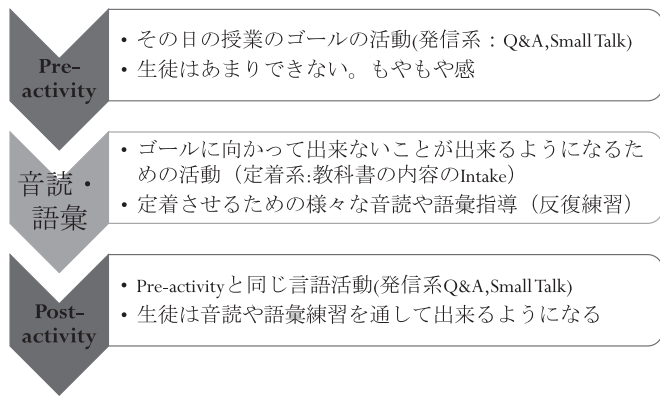 Pre-
activity
・その日の授業のゴールの活動(発信系：Q&A,Small Talk)
・生徒はあまりできない。もやもや感
音読・
語彙
・ゴールに向かって出来ないことが出来るようになるた
めの活動（定着系:教科書の内容のIntake）
・定着させるための様々な音読や語彙指導（反復練習）
Post-
activity
・Pre-activityと同じ言語活動(発信系Q&A,Small Talk)
・生徒は音読や語彙練習を通して出来るようになる